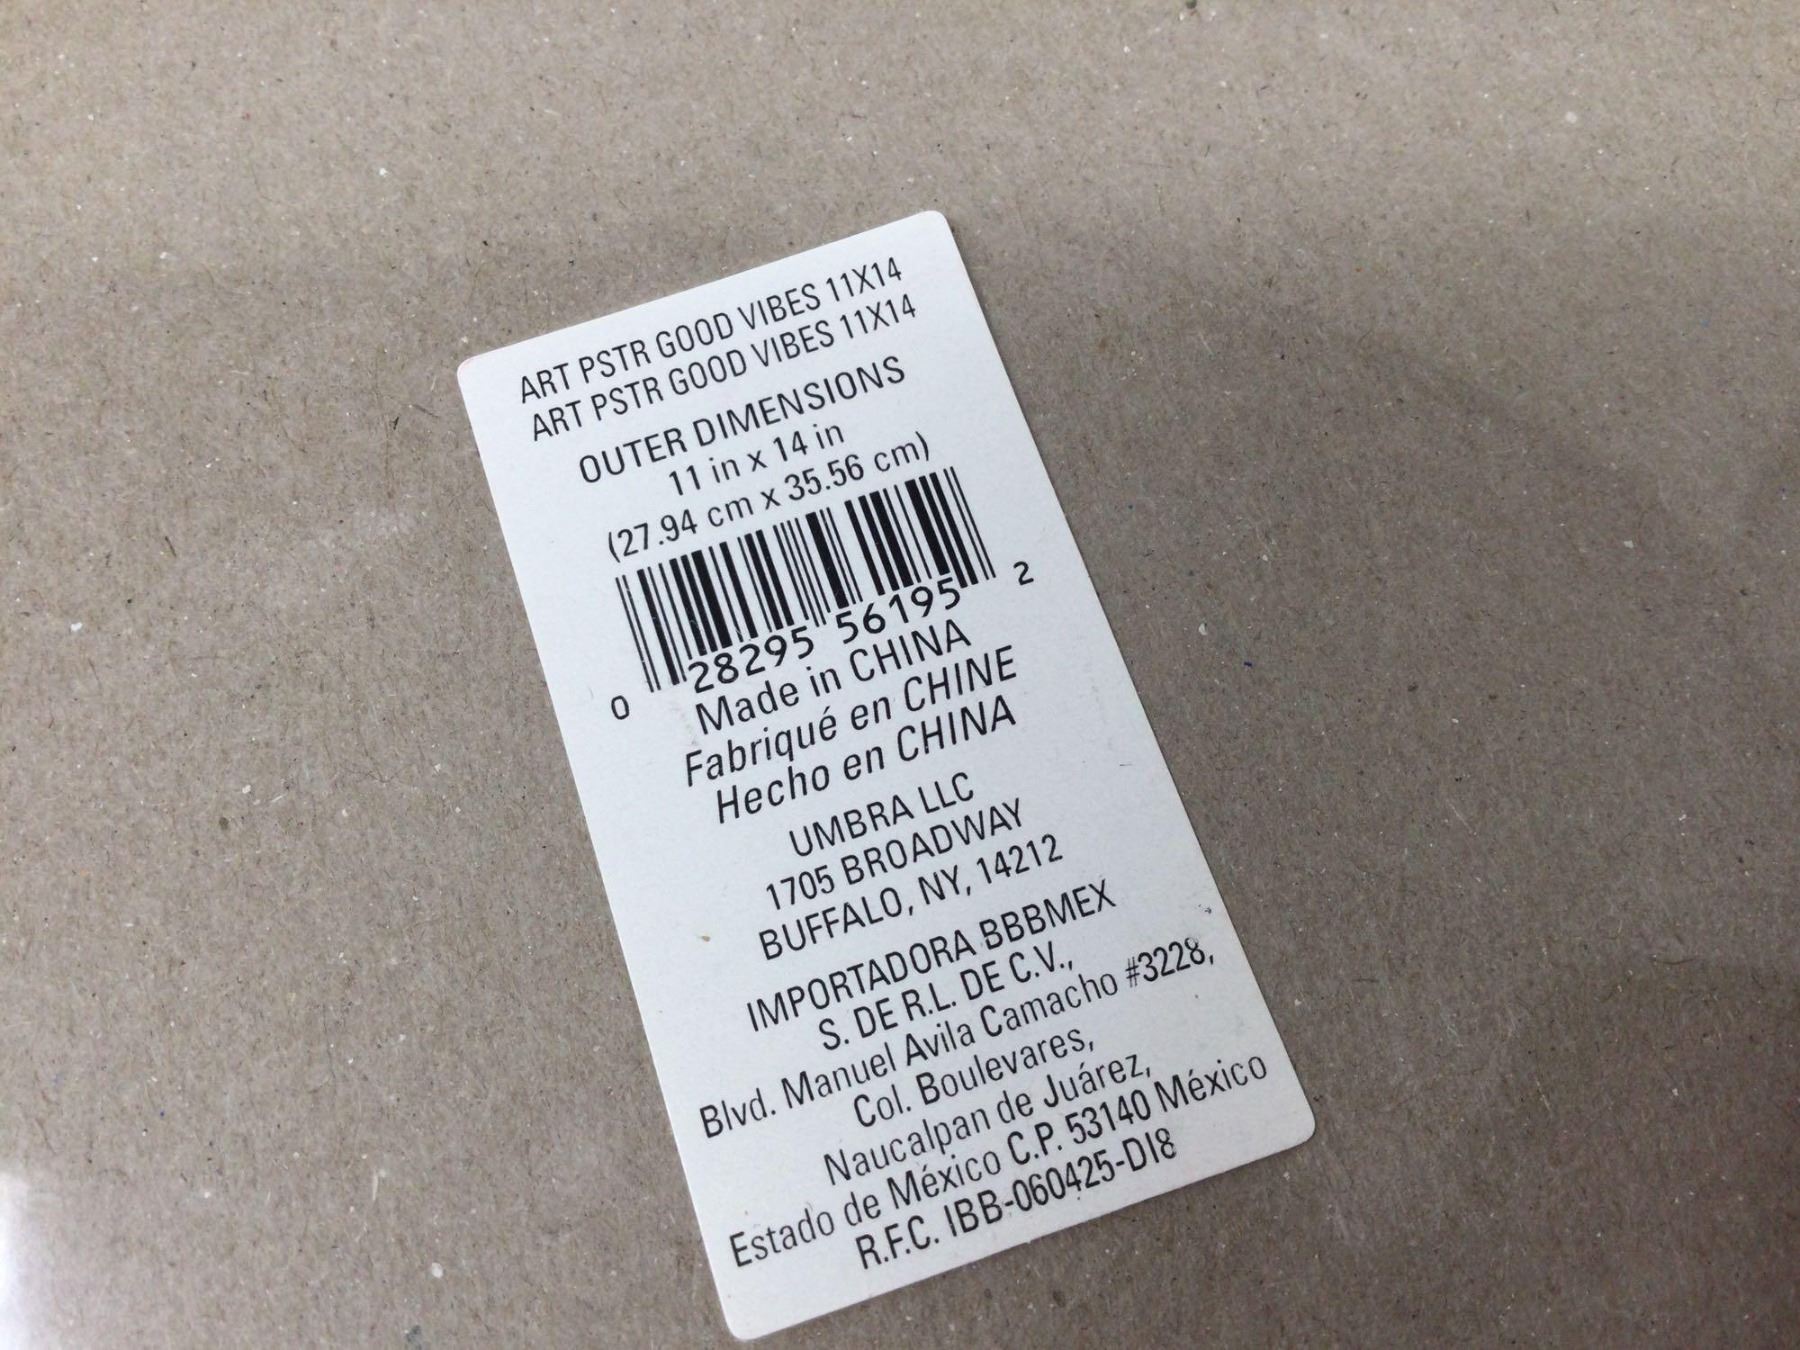 ART PSTR GOOD VIBES 11X14
ART PSTR GOOD VIBES 11X14
OUTER DIMENSIONS
11 in x 14 in
(27.94 cm x 35.56 cm)
0 28295 56195 2
Made in CHINA
Fabriqué en CHINE
Hecho en CHINA
UMBRA LLC
1705 BROADWAY
BUFFALO, NY, 14212
IMPORTADORA BBBMEX
S. DE R.L. DE C.V.,
Blvd. Manuel Avila Camacho #3228,
Col. Boulevares,
Naucalpan de Juárez,
Estado de México C.P. 53140 México
R.F.C. IBB-060425-DI8